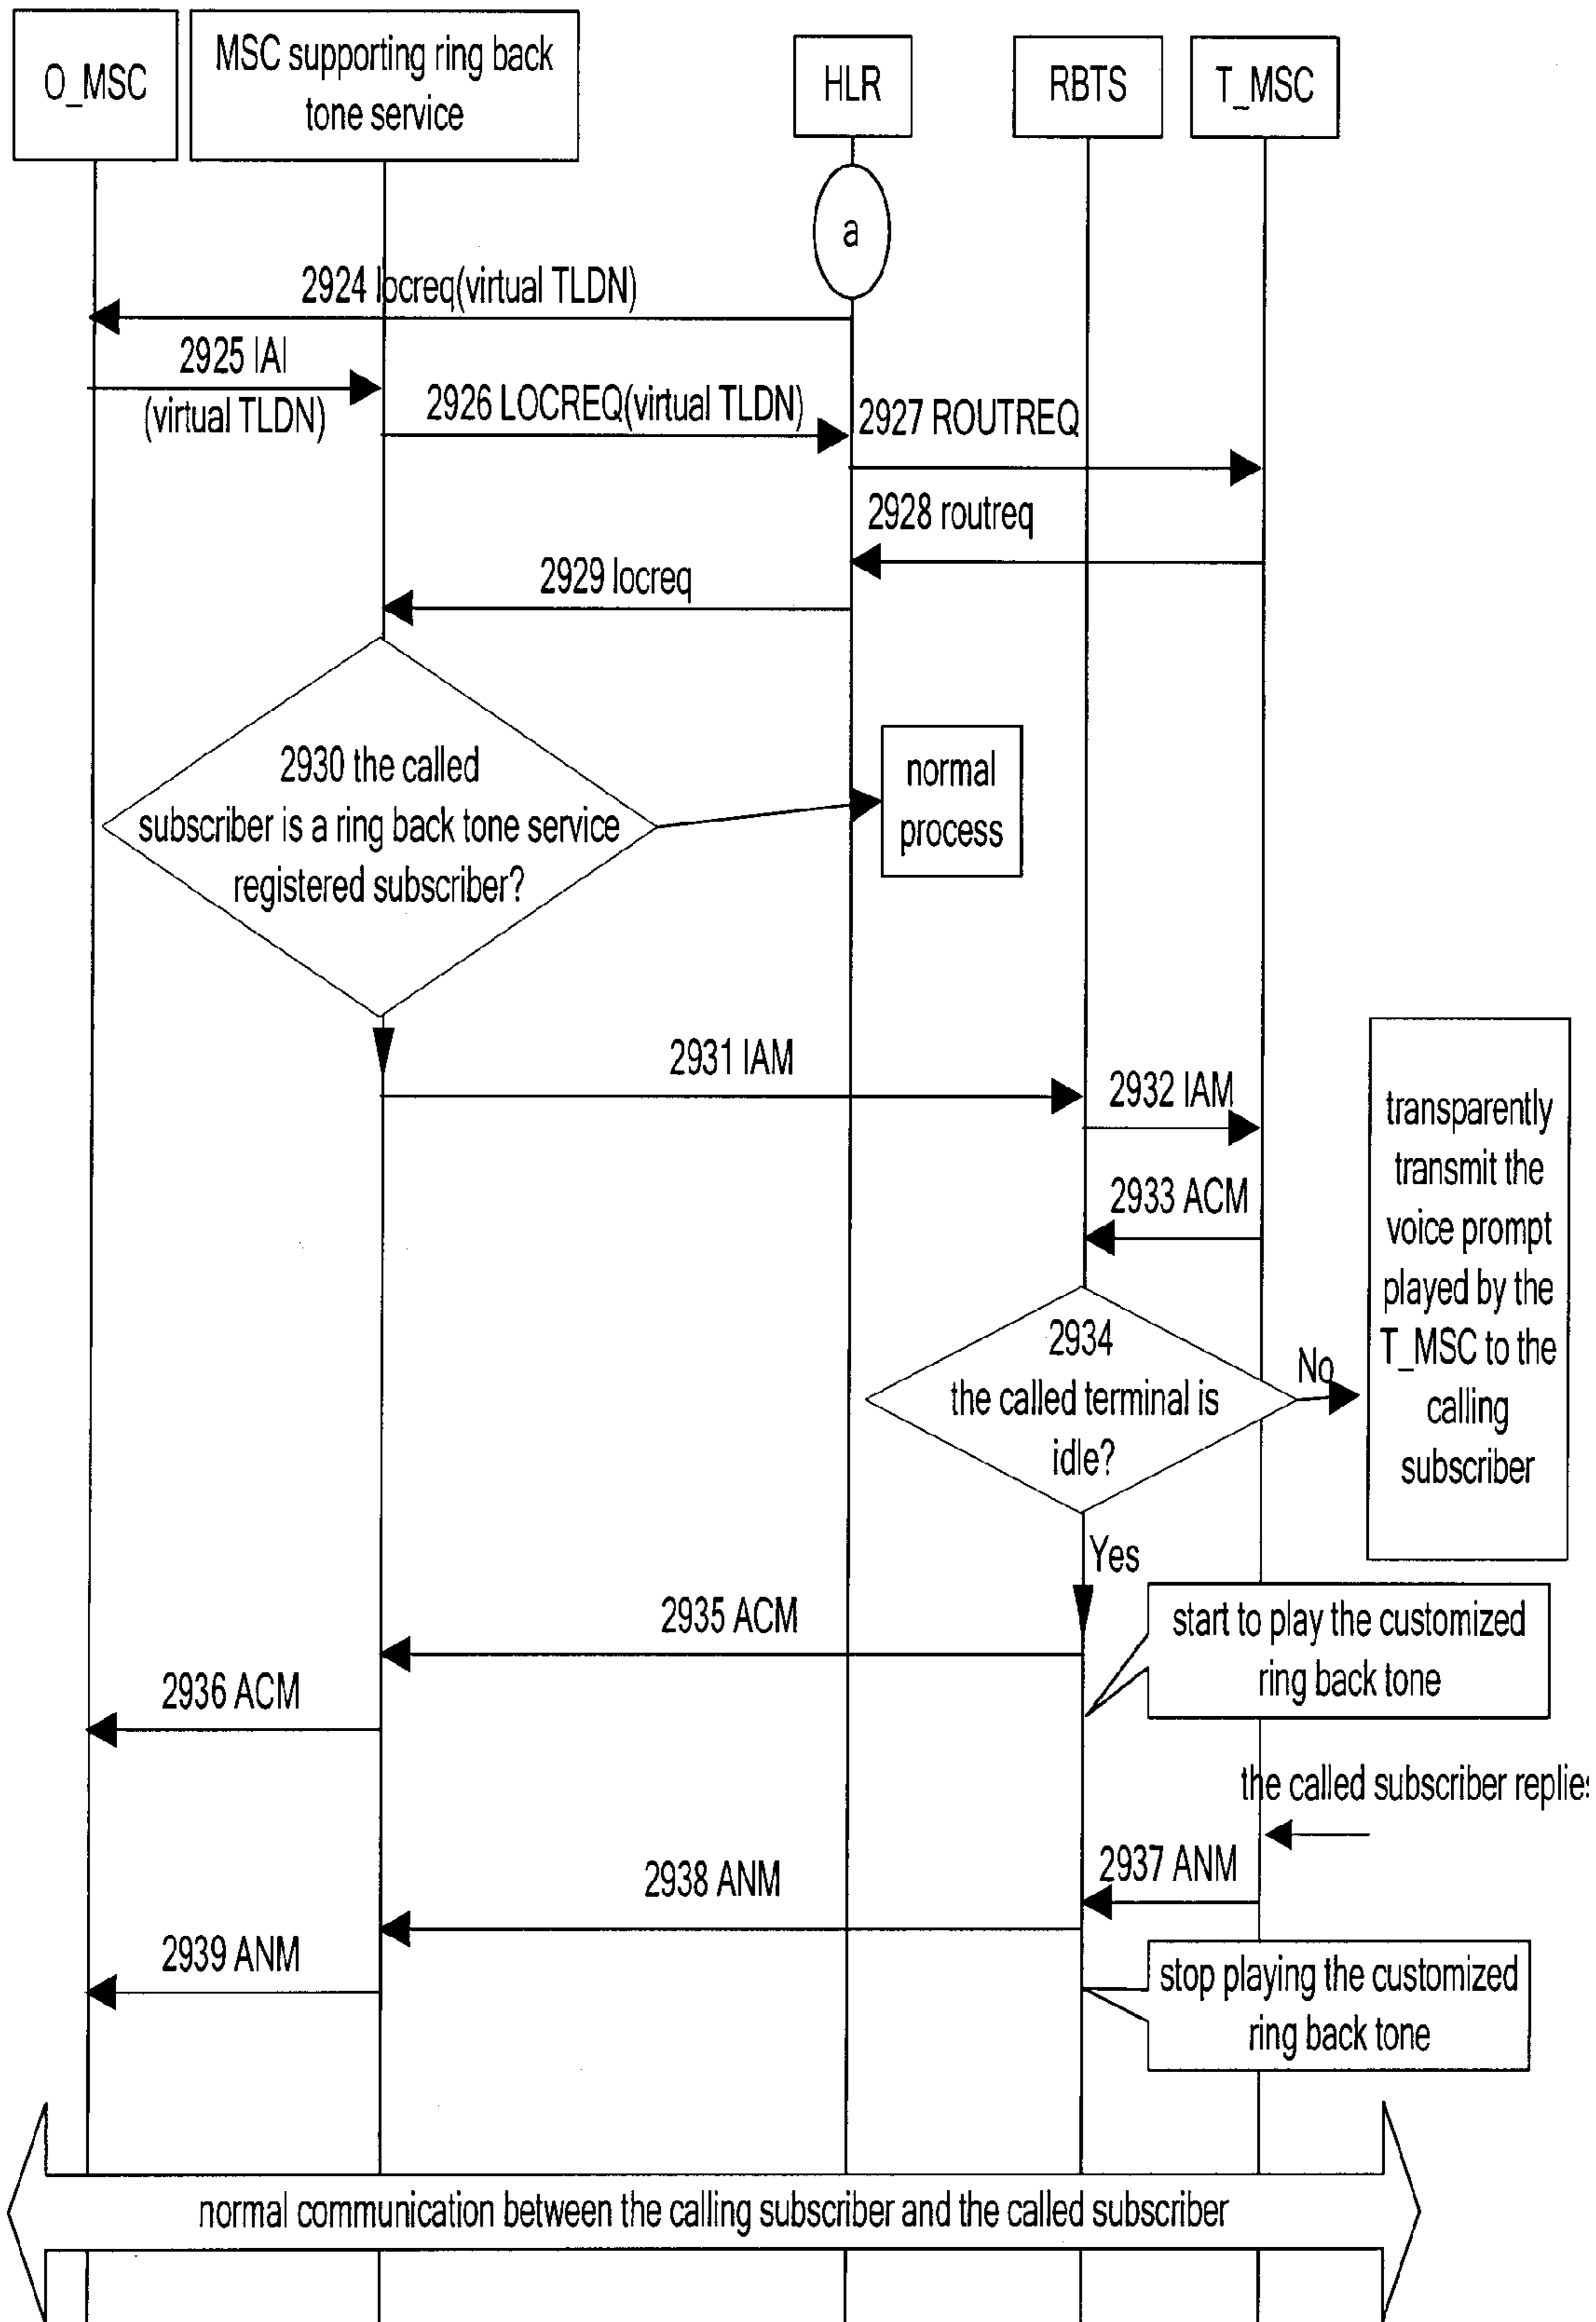 O_MSC
MSC supporting ring back
tone service
HLR
RBTS
T_MSC
a
2924 locreq(virtual TLDN)
2925 IAI
(virtual TLDN)
2926 LOCREQ(virtual TLDN)
2927 ROUTREQ
2928 routreq
2929 locreq
2930 the called
subscriber is a ring back tone service
registered subscriber?
normal
process
2931 IAM
2932 IAM
2933 ACM
transparently
transmit the
voice prompt
played by the
T_MSC to the
calling
subscriber
2934
the called terminal is
idle?
No
Yes
2935 ACM
start to play the customized
ring back tone
2936 ACM
the called subscriber replies
2937 ANM
2938 ANM
2939 ANM
stop playing the customized
ring back tone
normal communication between the calling subscriber and the called subscriber